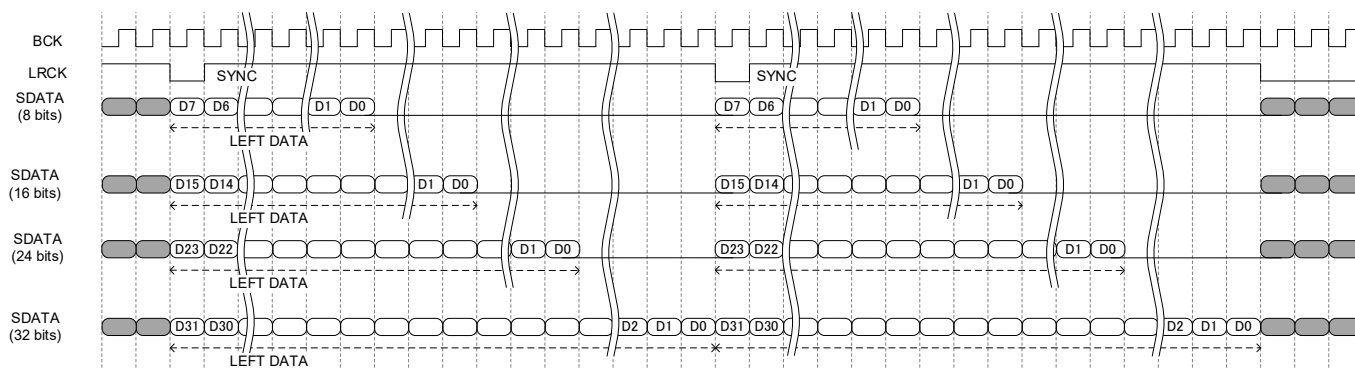 BCK
LRCK
SYNC SYNC
SDATA
(8 bits)
D7 D6 D1 D0 D7 D6 D1 D0
LEFT DATA
SDATA
(16 bits)
D15 D14 D1 D0 D15 D14 D1 D0
LEFT DATA
SDATA
(24 bits)
D23 D22 D1 D0 D23 D22 D1 D0
LEFT DATA
SDATA
(32 bits)
D31 D30 D2 D1 D0 D31 D30 D2 D1 D0
LEFT DATA